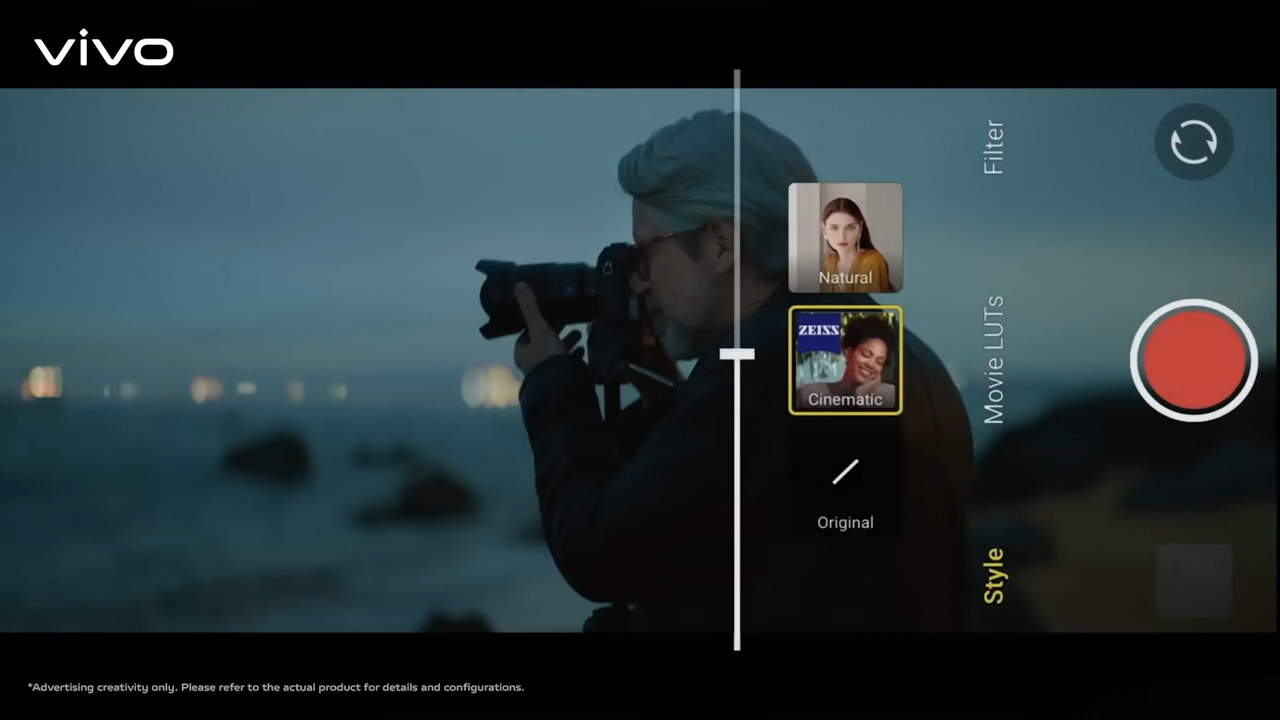 vivo
Filter
Natural
Movie LUTs
ZEISS
Cinematic
Original
Style
*Advertising creativity only. Please refer to the actual product for details and configurations.